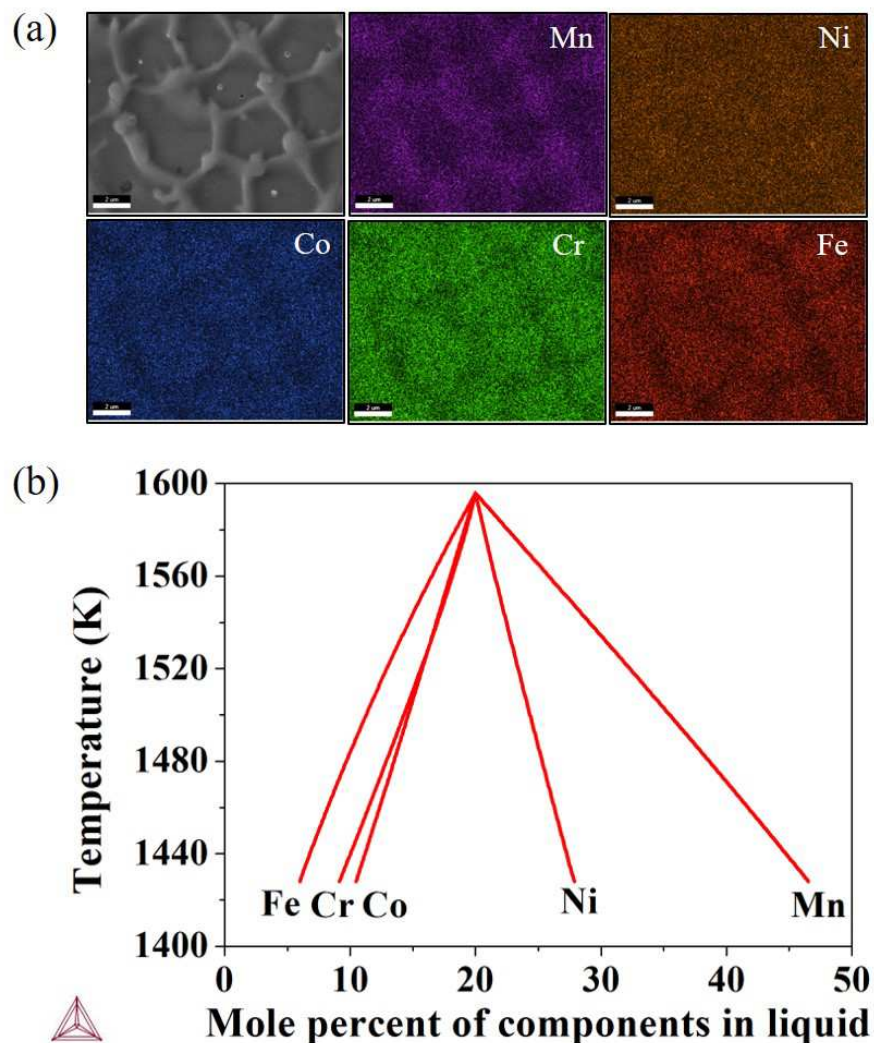 (a)
Mn
Ni
2 um
2 um
2 um
Co
Cr
Fe
2 um
2 um
2 um
(b)
1600
1560
1520
1480
1440
1400
Temperature (K)
Fe Cr Co Ni Mn
0 10 20 30 40 50
Mole percent of components in liquid